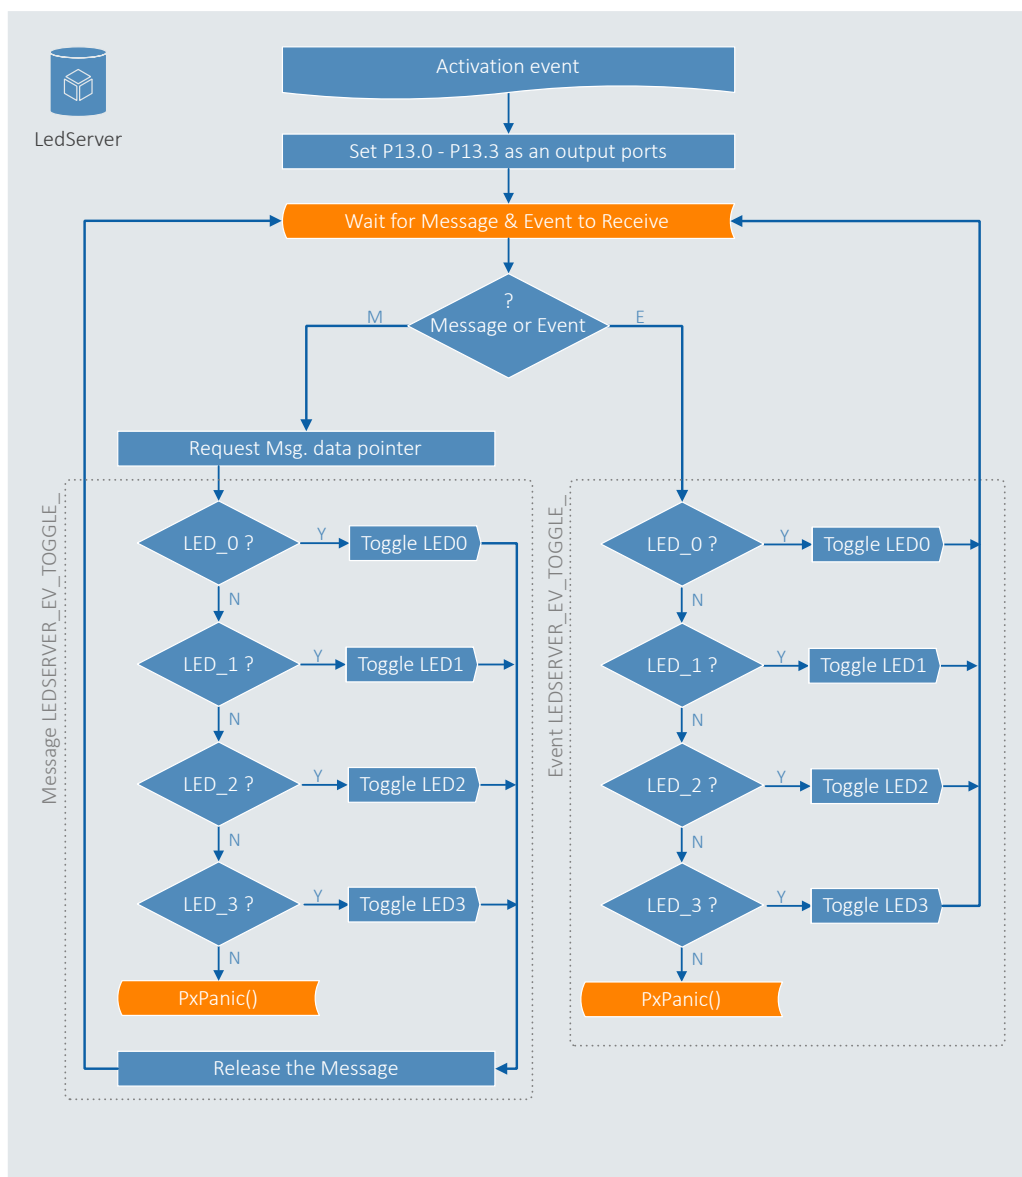 LedServer
Activation event
Set P13.0 - P13.3 as an output ports
Wait for Message & Event to Receive
?
Message or Event
M
E
Request Msg. data pointer
Message LEDSERVER_EV_TOGGLE_
LED_0 ?
Y
Toggle LED0
N
LED_1 ?
Y
Toggle LED1
N
LED_2 ?
Y
Toggle LED2
N
LED_3 ?
Y
Toggle LED3
N
PxPanic()
Release the Message
Event LEDSERVER_EV_TOGGLE_
LED_0 ?
Y
Toggle LED0
N
LED_1 ?
Y
Toggle LED1
N
LED_2 ?
Y
Toggle LED2
N
LED_3 ?
Y
Toggle LED3
N
PxPanic()